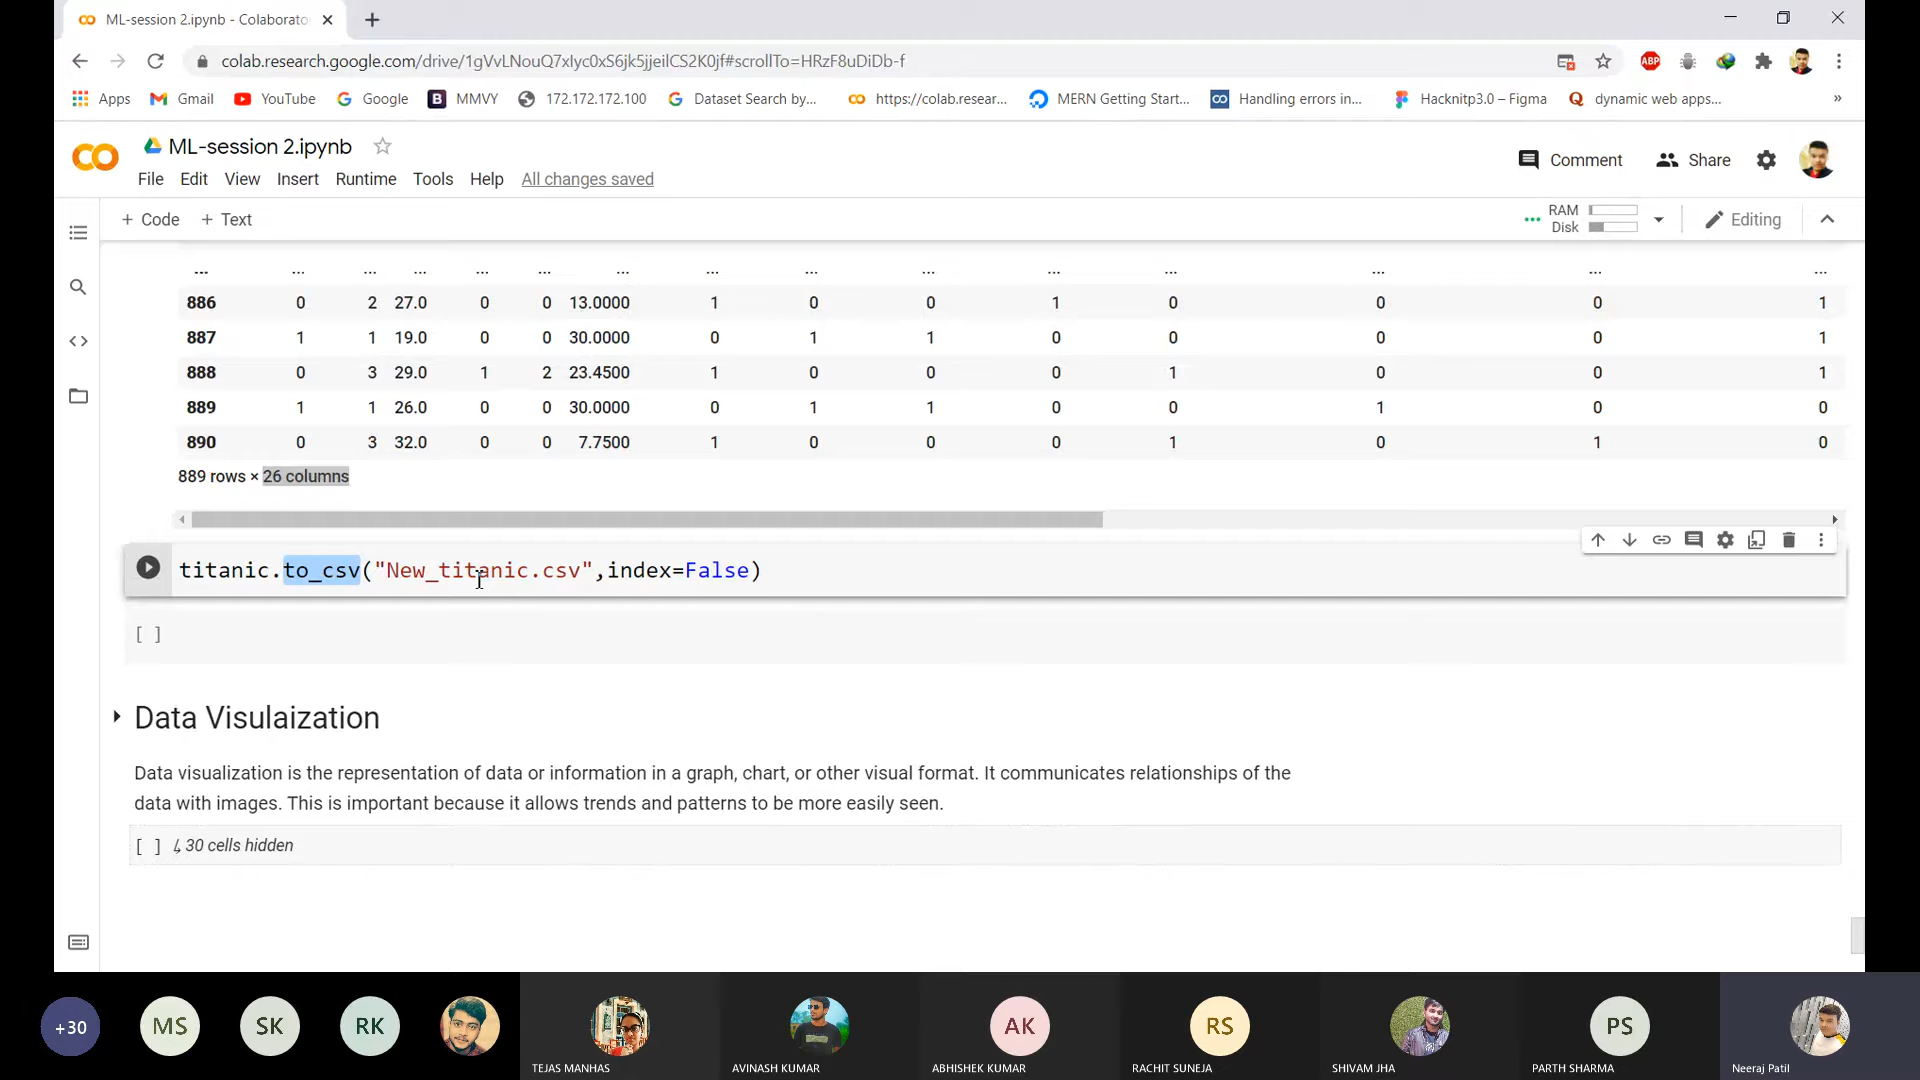 ML-session 2.ipynb - Colaborato
colab.research.google.com/drive/1gVvLNouQ7xIyc0xS6jk5jjeilCS2K0jf#scrollTo=HRzF8uDiDb-f
ABP
Apps Gmail YouTube Google MMVY 172.172.172.100 Dataset Search by... https://colab.resear... MERN Getting Start... Handling errors in... Hacknitp3.0 – Figma dynamic web apps... »
ML-session 2.ipynb
Comment Share
File Edit View Insert Runtime Tools Help All changes saved
+ Code + Text
RAM
Disk
Editing
... ... ... ... ... ... ... ... ... ... ... ... ... ... ...
886 0 2 27.0 0 0 13.0000 1 0 0 1 0 0 0 1
887 1 1 19.0 0 0 30.0000 0 1 1 0 0 0 0 1
888 0 3 29.0 1 2 23.4500 1 0 0 0 1 0 0 1
889 1 1 26.0 0 0 30.0000 0 1 1 0 0 1 0 0
890 0 3 32.0 0 0 7.7500 1 0 0 0 1 0 1 0
889 rows × 26 columns
titanic.to_csv("New_titanic.csv",index=False)
[ ]
Data Visulaization
Data visualization is the representation of data or information in a graph, chart, or other visual format. It communicates relationships of the
data with images. This is important because it allows trends and patterns to be more easily seen.
[ ] ↳ 30 cells hidden
+30 MS SK RK AK RS PS
TEJAS MANHAS AVINASH KUMAR ABHISHEK KUMAR RACHIT SUNEJA SHIVAM JHA PARTH SHARMA Neeraj Patil